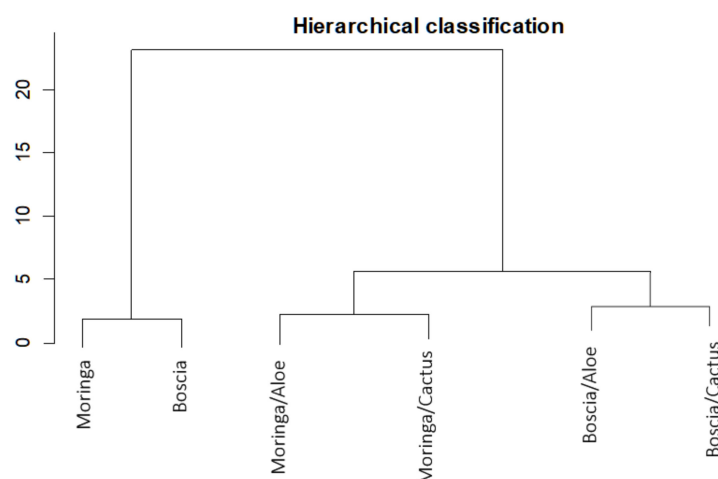 Hierarchical classification
20
15
10
5
0
Moringa
Boscia
Moringa/Aloe
Moringa/Cactus
Boscia/Aloe
Boscia/Cactus